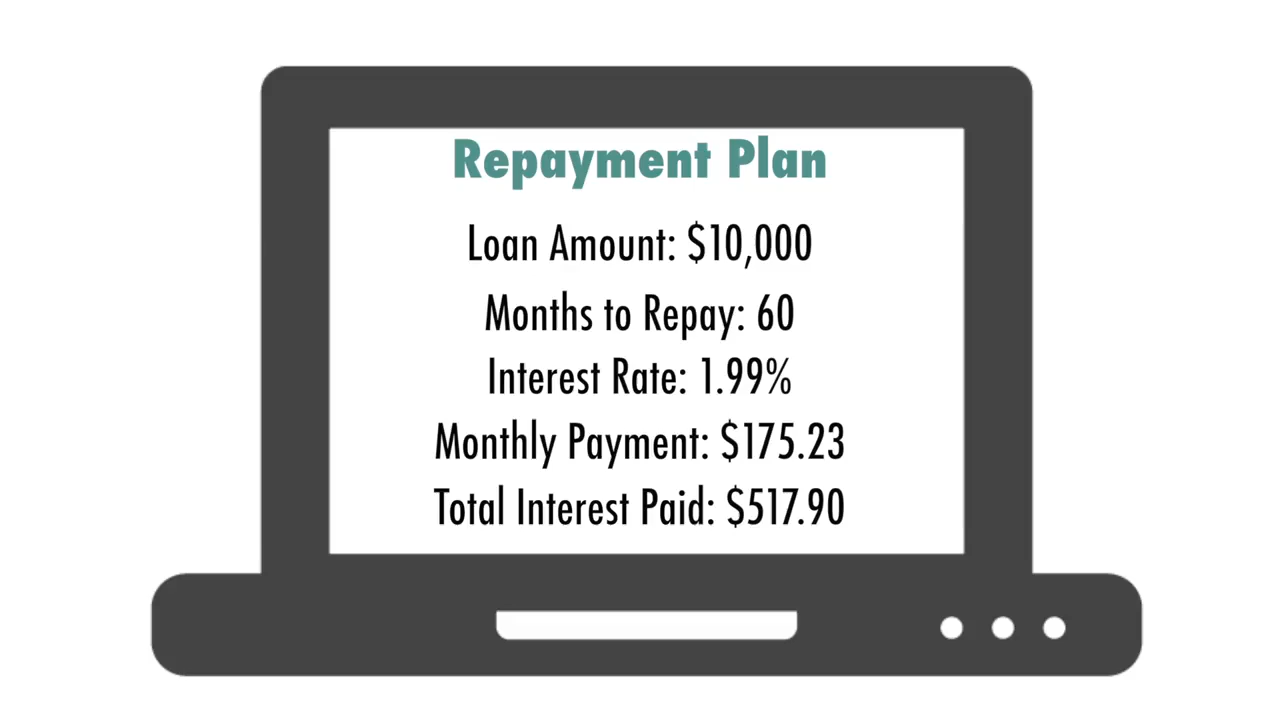 Repayment Plan
Loan Amount: $10,000
Months to Repay: 60
Interest Rate: 1.99%
Monthly Payment: $175.23
Total Interest Paid: $517.90